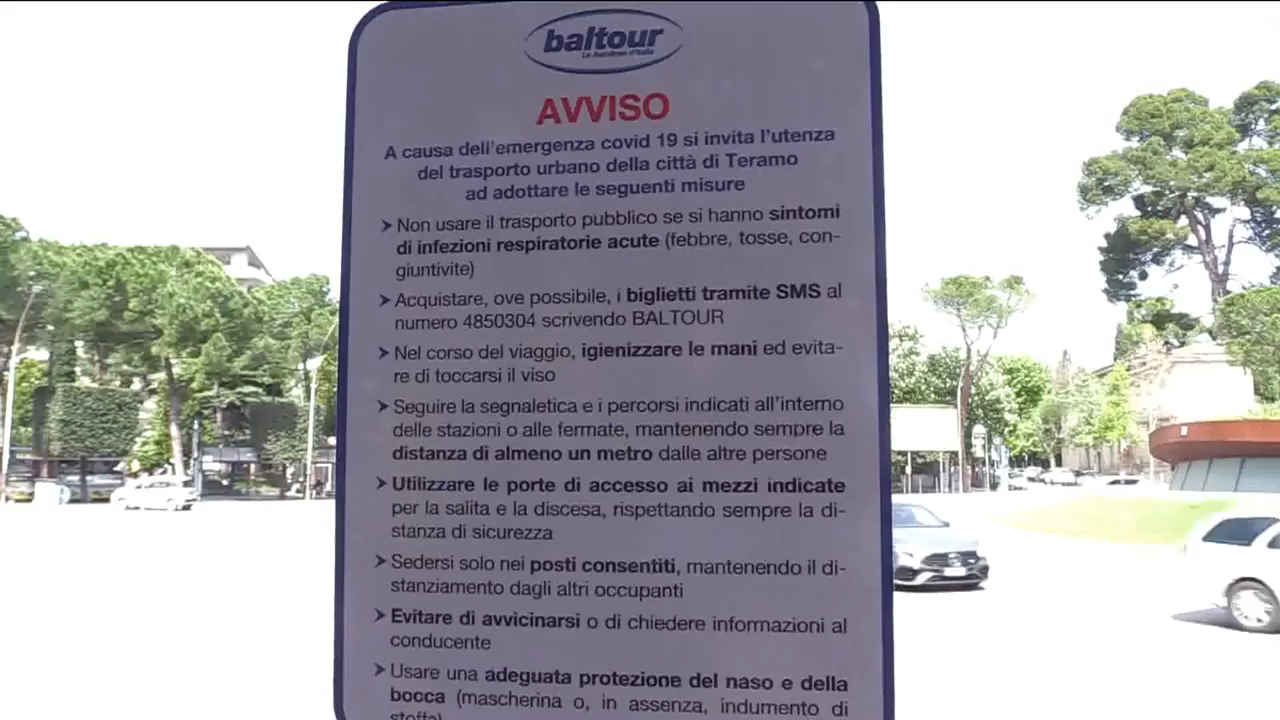 baltour
Le Autolinee d'Italia
AVVISO
A causa dell'emergenza covid 19 si invita l'utenza
del trasporto urbano della città di Teramo
ad adottare le seguenti misure
➤ Non usare il trasporto pubblico se si hanno sintomi
di infezioni respiratorie acute (febbre, tosse, con-
giuntivite)
➤ Acquistare, ove possibile, i biglietti tramite SMS al
numero 4850304 scrivendo BALTOUR
➤ Nel corso del viaggio, igienizzare le mani ed evita-
re di toccarsi il viso
➤ Seguire la segnaletica e i percorsi indicati all'interno
delle stazioni o alle fermate, mantenendo sempre la
distanza di almeno un metro dalle altre persone
➤ Utilizzare le porte di accesso ai mezzi indicate
per la salita e la discesa, rispettando sempre la di-
stanza di sicurezza
➤ Sedersi solo nei posti consentiti, mantenendo il di-
stanziamento dagli altri occupanti
➤ Evitare di avvicinarsi o di chiedere informazioni al
conducente
➤ Usare una adeguata protezione del naso e della
bocca (mascherina o, in assenza, indumento di
stoffa)